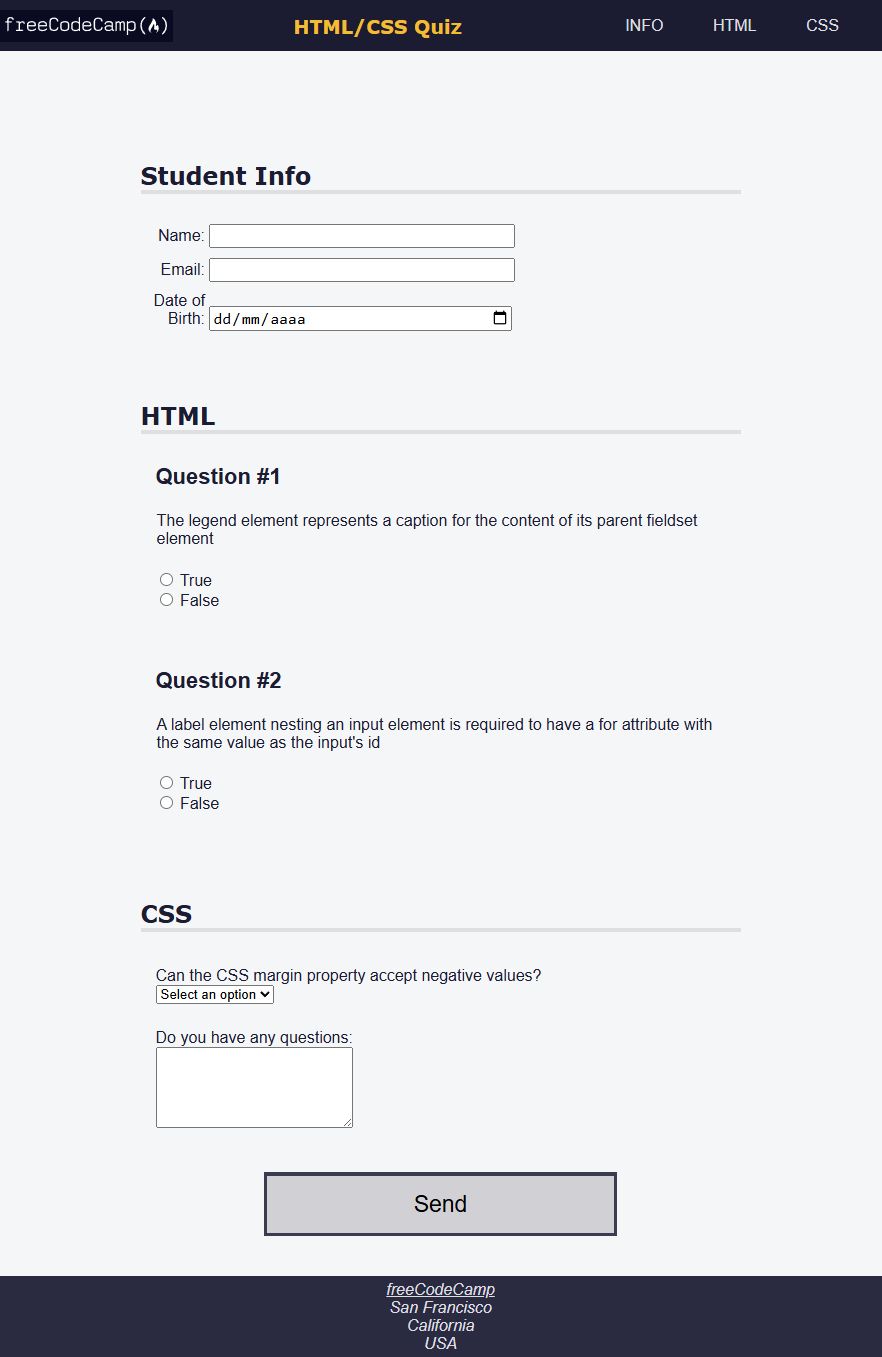 freeCodeCamp HTML/CSS Quiz INFO HTML CSS
Student Info
Name:
Email:
Date of
Birth: dd/mm/aaaa
HTML
Question #1
The legend element represents a caption for the content of its parent fieldset
element
True
False
Question #2
A label element nesting an input element is required to have a for attribute with
the same value as the input's id
True
False
CSS
Can the CSS margin property accept negative values?
Select an option
Do you have any questions:
Send
freeCodeCamp
San Francisco
California
USA